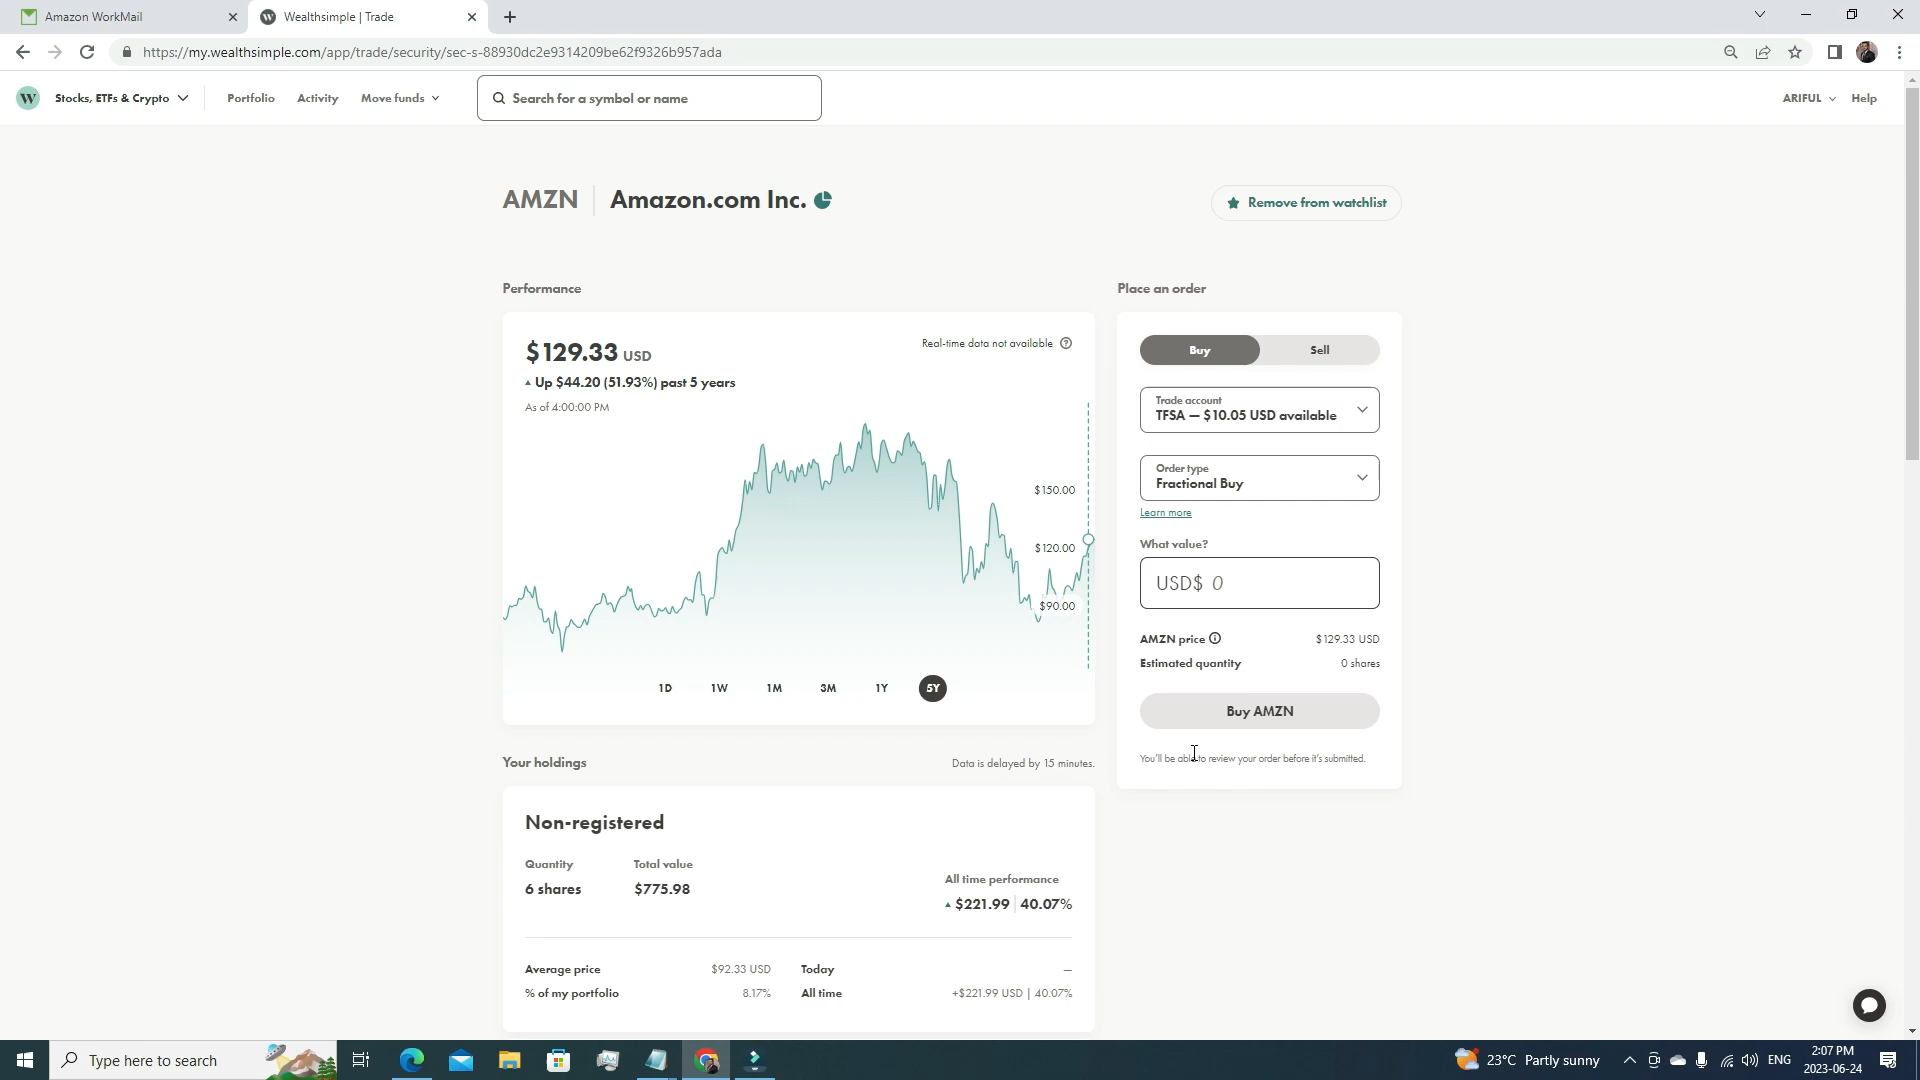 Amazon WorkMail
Wealthsimple | Trade
https://my.wealthsimple.com/app/trade/security/sec-s-88930dc2e9314209be62f9326b957ada
W Stocks, ETFs & Crypto Portfolio Activity Move funds Search for a symbol or name ARIFUL Help
AMZN Amazon.com Inc. Remove from watchlist
Performance
$129.33 USD
Real-time data not available
Up $44.20 (51.93%) past 5 years
As of 4:00:00 PM
$150.00
$120.00
$90.00
1D 1W 1M 3M 1Y 5Y
Place an order
Buy Sell
Trade account
TFSA — $10.05 USD available
Order type
Fractional Buy
Learn more
What value?
USD$ 0
AMZN price $129.33 USD
Estimated quantity 0 shares
Buy AMZN
You'll be able to review your order before it's submitted.
Your holdings Data is delayed by 15 minutes.
Non-registered
Quantity Total value
6 shares $775.98
All time performance
$221.99 40.07%
Average price $92.33 USD Today —
% of my portfolio 8.17% All time +$221.99 USD | 40.07%
Type here to search
23°C Partly sunny
ENG
2:07 PM
2023-06-24